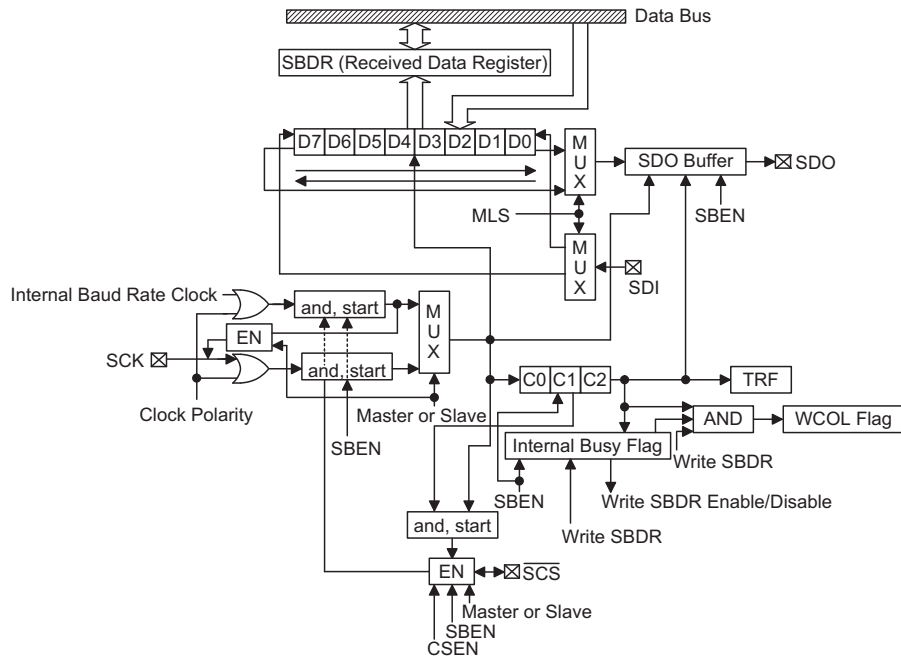 Data Bus
SBDR (Received Data Register)
D7 D6 D5 D4 D3 D2 D1 D0
MUX
SDO Buffer
SDO
MLS
SBEN
MUX
SDI
Internal Baud Rate Clock
and, start
MUX
EN
SCK
and, start
C0 C1 C2
TRF
Clock Polarity
Master or Slave
AND
WCOL Flag
SBEN
Internal Busy Flag
Write SBDR
SBEN
Write SBDR Enable/Disable
and, start
Write SBDR
EN
SCS
Master or Slave
SBEN
CSEN